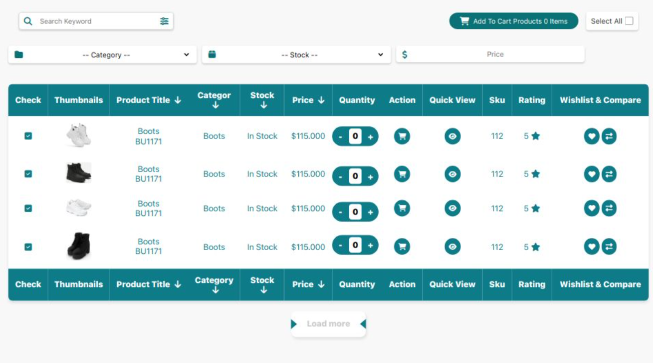 Search Keyword
Add To Cart Products 0 Items
Select All
-- Category --
-- Stock --
$ Price
Check Thumbnails Product Title ↓ Categor ↓ Stock ↓ Price ↓ Quantity Action Quick View Sku Rating Wishlist & Compare
Boots BU1171 Boots In Stock $115.000 - 0 + 112 5
Boots BU1171 Boots In Stock $115.000 - 0 + 112 5
Boots BU1171 Boots In Stock $115.000 - 0 + 112 5
Boots BU1171 Boots In Stock $115.000 - 0 + 112 5
Check Thumbnails Product Title ↓ Category ↓ Stock ↓ Price ↓ Quantity Action Quick View Sku Rating Wishlist & Compare
Load more